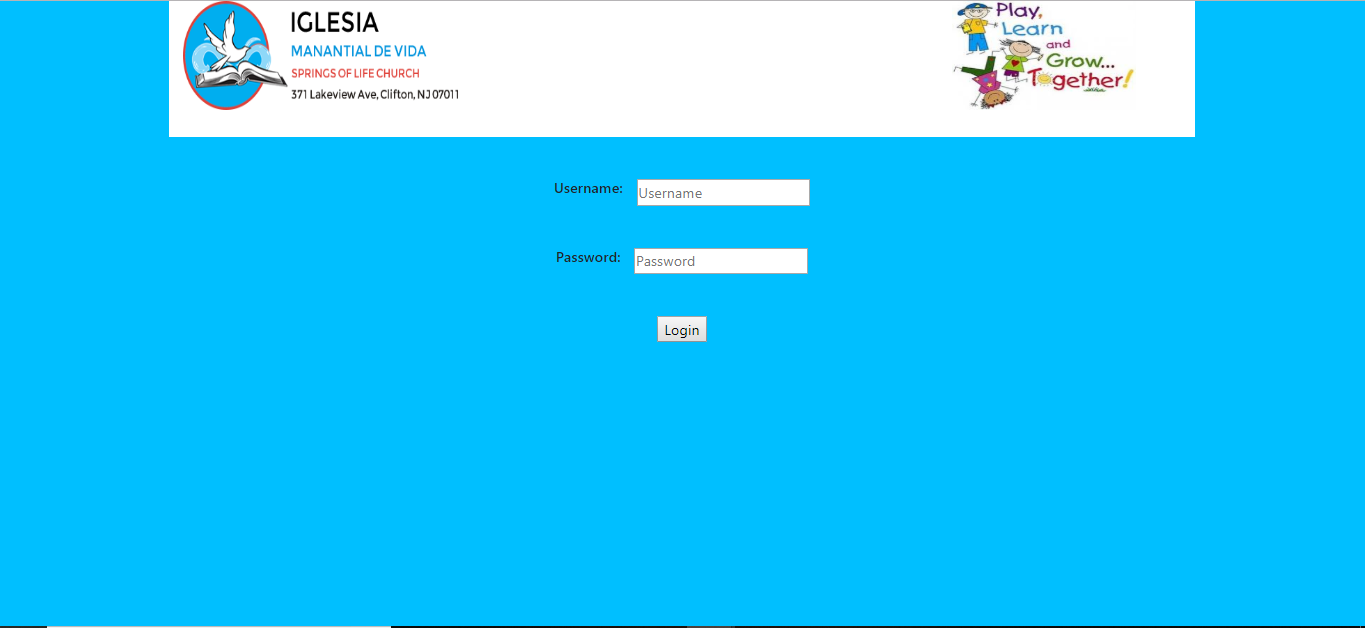 IGLESIA
MANANTIAL DE VIDA
SPRINGS OF LIFE CHURCH
371 Lakeview Ave, Clifton, NJ 07011
Play,
Learn
and
Grow...
Together!
Username:
Username
Password:
Password
Login